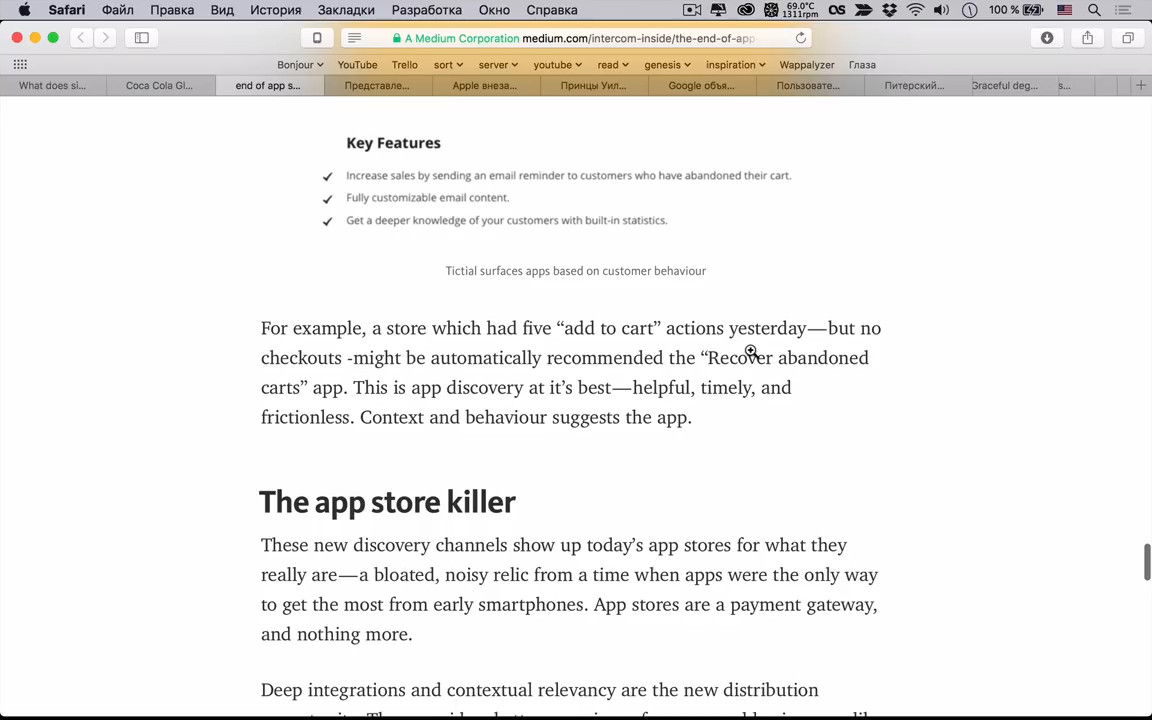 Safari Файл Правка Вид История Закладки Разработка Окно Справка 69.0°C 1311rpm 100 %
A Medium Corporation medium.com/intercom-inside/the-end-of-app-
Bonjour YouTube Trello sort server youtube read genesis inspiration Wappalyzer Глаза
What does si... Coca Cola Gl... end of app s... Представле... Apple внеза... Принцы Уил... Google объя... Пользовате... Питерский... Graceful deg... s...
Key Features
Increase sales by sending an email reminder to customers who have abandoned their cart.
Fully customizable email content.
Get a deeper knowledge of your customers with built-in statistics.
Tictial surfaces apps based on customer behaviour
For example, a store which had five “add to cart” actions yesterday—but no
checkouts -might be automatically recommended the “Recover abandoned
carts” app. This is app discovery at it’s best—helpful, timely, and
frictionless. Context and behaviour suggests the app.
The app store killer
These new discovery channels show up today’s app stores for what they
really are—a bloated, noisy relic from a time when apps were the only way
to get the most from early smartphones. App stores are a payment gateway,
and nothing more.
Deep integrations and contextual relevancy are the new distribution